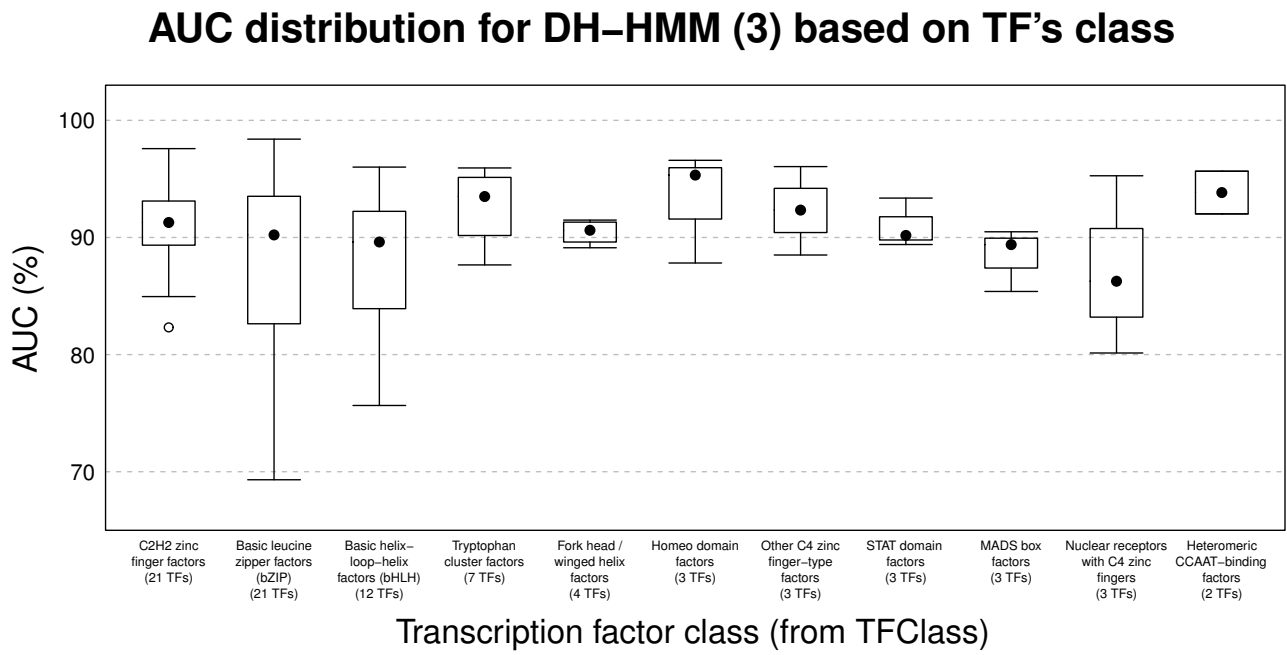 AUC distribution for DH−HMM (3) based on TF's class
AUC (%)
100
90
80
70
C2H2 zinc
finger factors
(21 TFs)
Basic leucine
zipper factors
(bZIP)
(21 TFs)
Basic helix−
loop−helix
factors (bHLH)
(12 TFs)
Tryptophan
cluster factors
(7 TFs)
Fork head /
winged helix
factors
(4 TFs)
Homeo domain
factors
(3 TFs)
Other C4 zinc
finger−type
factors
(3 TFs)
STAT domain
factors
(3 TFs)
MADS box
factors
(3 TFs)
Nuclear receptors
with C4 zinc
fingers
(3 TFs)
Heteromeric
CCAAT−binding
factors
(2 TFs)
Transcription factor class (from TFClass)